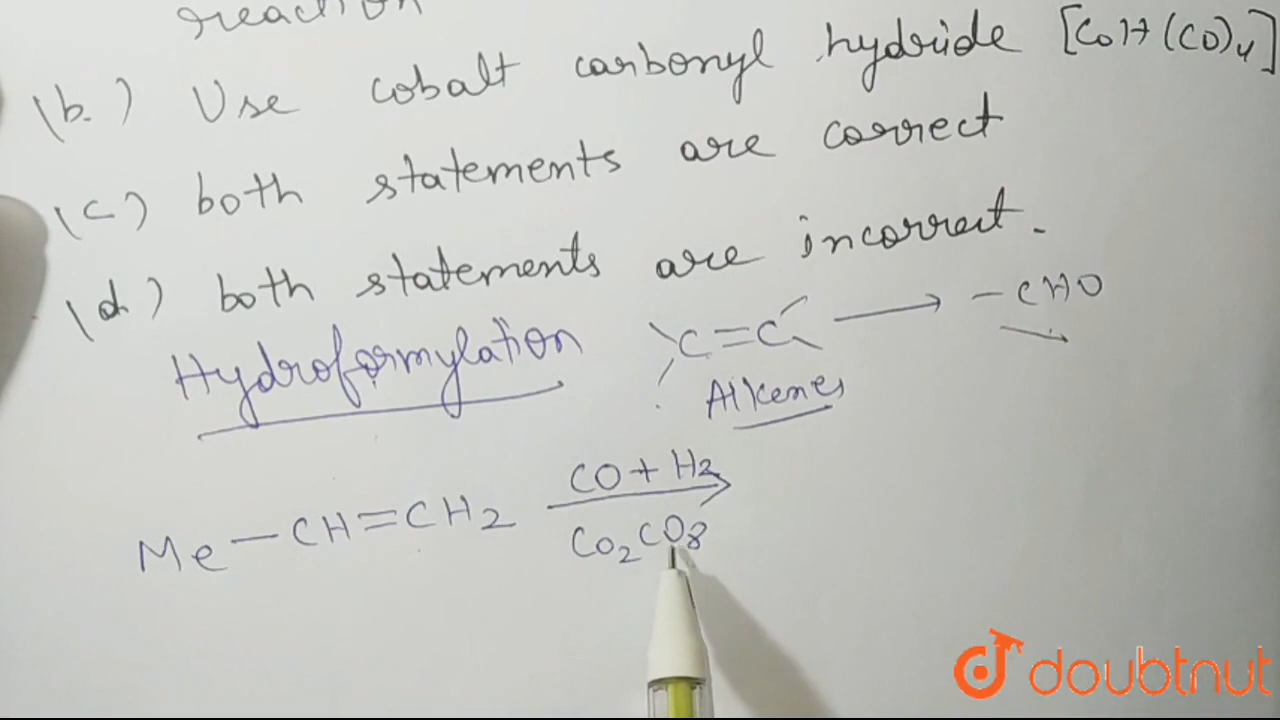 reaction
(b.) Use cobalt carbonyl hydride [CoH(CO)4]
(c) both statements are correct
(d.) both statements are incorrect.
Hydroformylation
C=C → -CHO
Alkenes
CO+H2
Me-CH=CH2 →
Co2CO8
doubtnut